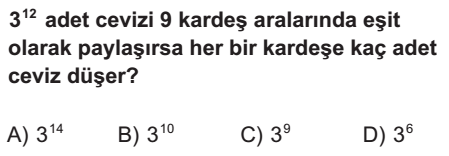 3¹² adet cevizi 9 kardeş aralarında eşit
olarak paylaşırsa her bir kardeşe kaç adet
ceviz düşer?
A) 3¹⁴ B) 3¹⁰ C) 3⁹ D) 3⁶